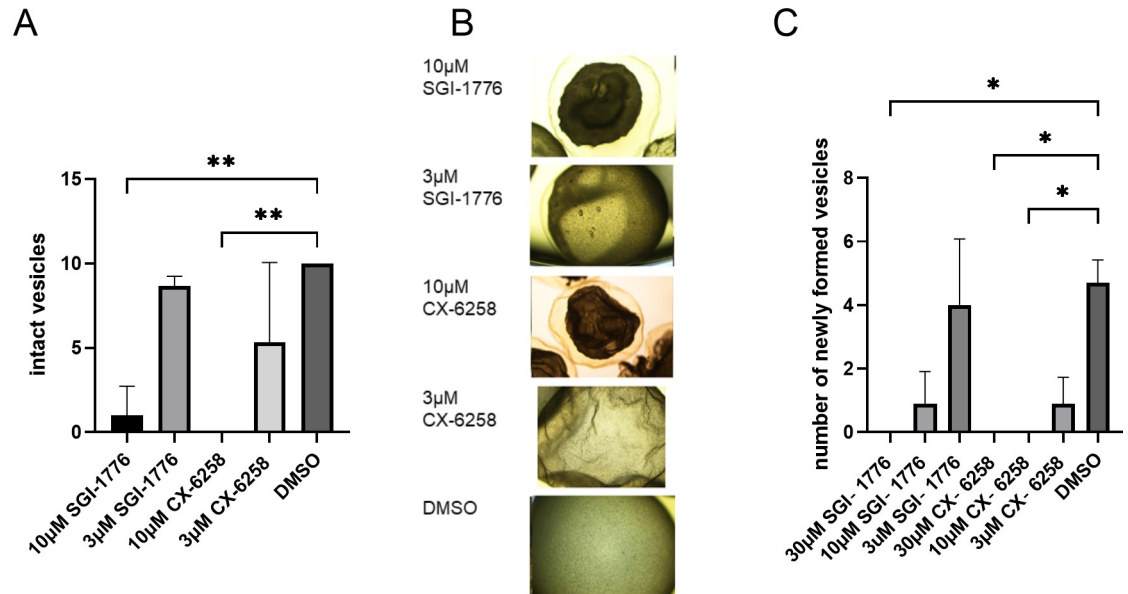 A
B
C
intact vesicles
15
10
5
0
**
**
10µM SGI-1776
3µM SGI-1776
10µM CX-6258
3µM CX-6258
DMSO
10µM
SGI-1776
3µM
SGI-1776
10µM
CX-6258
3µM
CX-6258
DMSO
number of newly formed vesicles
8
6
4
2
0
*
*
*
30µM SGI- 1776
10µM SGI- 1776
3uM SGI- 1776
30µM CX- 6258
10µM CX- 6258
3µM CX- 6258
DMSO